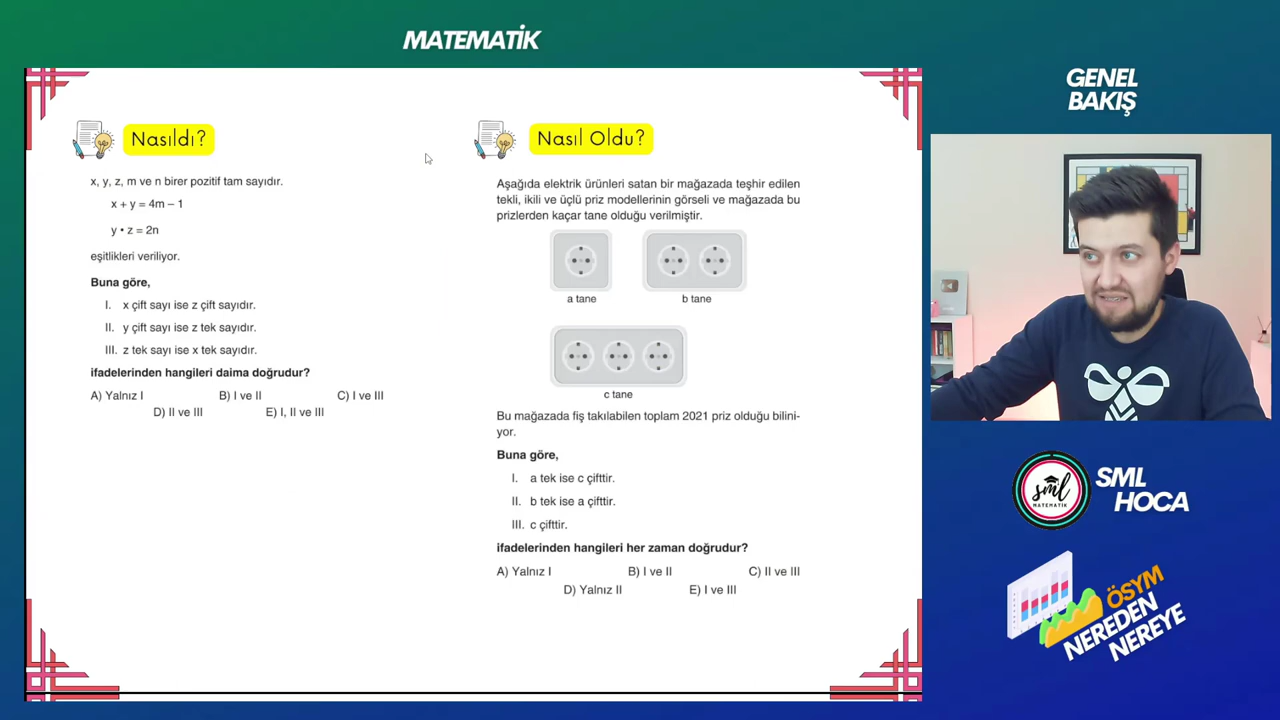 MATEMATİK
GENEL
BAKIŞ
Nasıldı?
x, y, z, m ve n birer pozitif tam sayıdır.
x + y = 4m – 1
y • z = 2n
eşitlikleri veriliyor.
Buna göre,
I. x çift sayı ise z çift sayıdır.
II. y çift sayı ise z tek sayıdır.
III. z tek sayı ise x tek sayıdır.
ifadelerinden hangileri daima doğrudur?
A) Yalnız I B) I ve II C) I ve III
D) II ve III E) I, II ve III
Nasıl Oldu?
Aşağıda elektrik ürünleri satan bir mağazada teşhir edilen
tekli, ikili ve üçlü priz modellerinin görseli ve mağazada bu
prizlerden kaçar tane olduğu verilmiştir.
a tane b tane
c tane
Bu mağazada fiş takılabilen toplam 2021 priz olduğu bilini-
yor.
Buna göre,
I. a tek ise c çifttir.
II. b tek ise a çifttir.
III. c çifttir.
ifadelerinden hangileri her zaman doğrudur?
A) Yalnız I B) I ve II C) II ve III
D) Yalnız II E) I ve III
sml
MATEMATİK
SML
HOCA
ÖSYM
NEREDEN
NEREYE